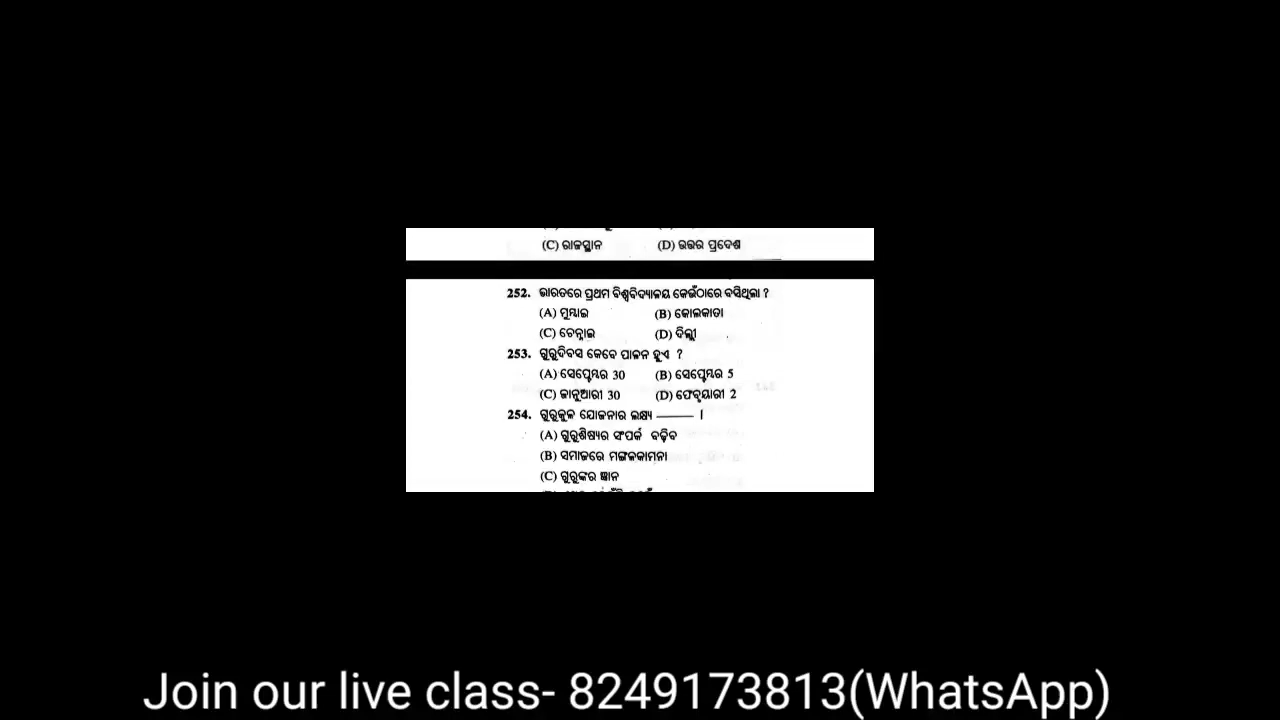 (C) ରାଜସ୍ଥାନ (D) ଉତ୍ତର ପ୍ରଦେଶ
252. ଭାରତରେ ପ୍ରଥମ ବିଶ୍ୱବିଦ୍ୟାଳୟ କେଉଁଠାରେ ବସିଥିଲା ?
(A) ମୁମ୍ବାଇ (B) କୋଲକାତା
(C) ଚେନ୍ନାଇ (D) ଦିଲ୍ଲୀ
253. ଗୁରୁଦିବସ କେବେ ପାଳନ ହୁଏ ?
(A) ସେପ୍ଟେମ୍ବର 30 (B) ସେପ୍ଟେମ୍ବର 5
(C) ଜାନୁଆରୀ 30 (D) ଫେବୃୟାରୀ 2
254. ଗୁରୁକୁଳ ଯୋଜନାର ଲକ୍ଷ୍ୟ ——— ।
(A) ଗୁରୁଶିଷ୍ୟର ସଂପର୍କ ବଢ଼ିବ
(B) ସମାଜରେ ମଙ୍ଗଳକାମନା
(C) ଗୁରୁଙ୍କର ଜ୍ଞାନ
Join our live class- 8249173813(WhatsApp)